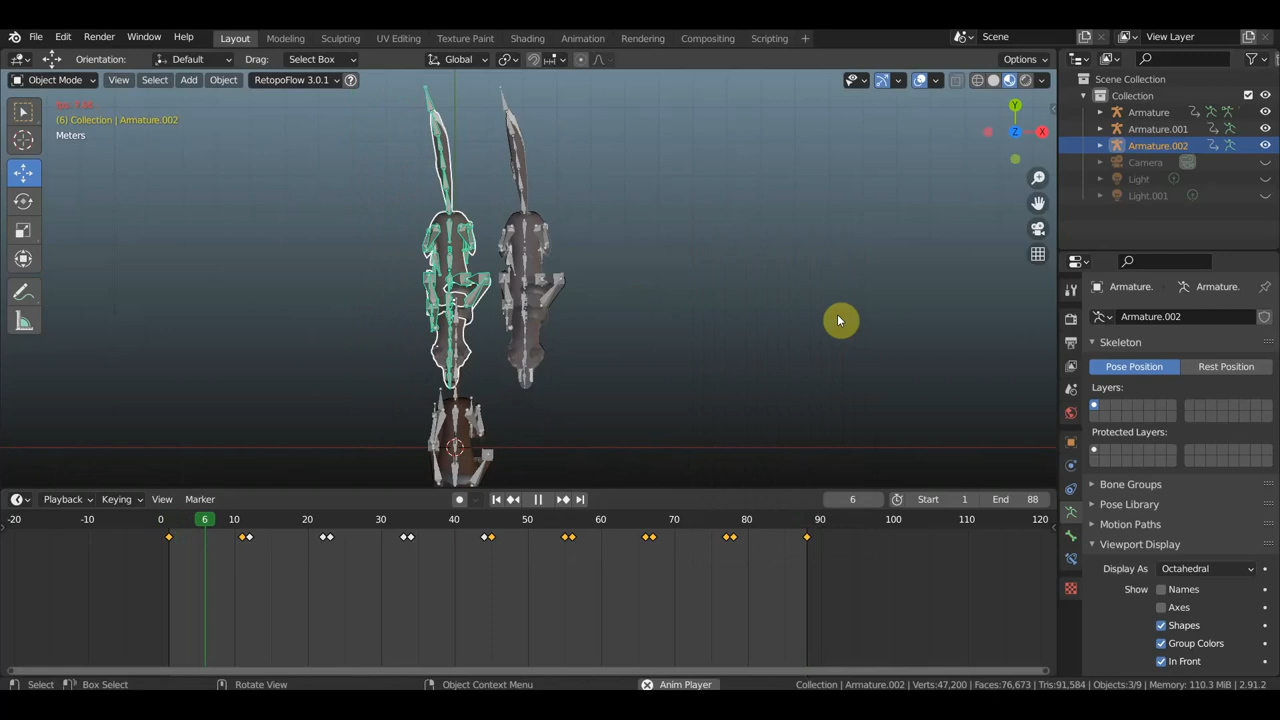 File Edit Render Window Help Layout Modeling Sculpting UV Editing Texture Paint Shading Animation Rendering Compositing Scripting + Scene View Layer
Orientation: Default Drag: Select Box Global Options
Object Mode View Select Add Object RetopoFlow 3.0.1
Scene Collection
Collection
Armature
Armature.001
Armature.002
Camera
Light
Light.001
(6) Collection | Armature.002
Meters
Y
Z
X
Armature. Armature.
Armature.002
Skeleton
Pose Position Rest Position
Layers:
Protected Layers:
Bone Groups
Pose Library
Motion Paths
Viewport Display
Display As Octahedral
Show Names
Axes
Shapes
Group Colors
In Front
Playback Keying View Marker 6 Start 1 End 88
-20 -10 0 6 10 20 30 40 50 60 70 80 90 100 110 120
Select Box Select Rotate View Object Context Menu Anim Player Collection | Armature.002 | Verts:47,200 | Faces:76,673 | Tris:91,584 | Objects:3/9 | Memory: 110.3 MiB | 2.91.2